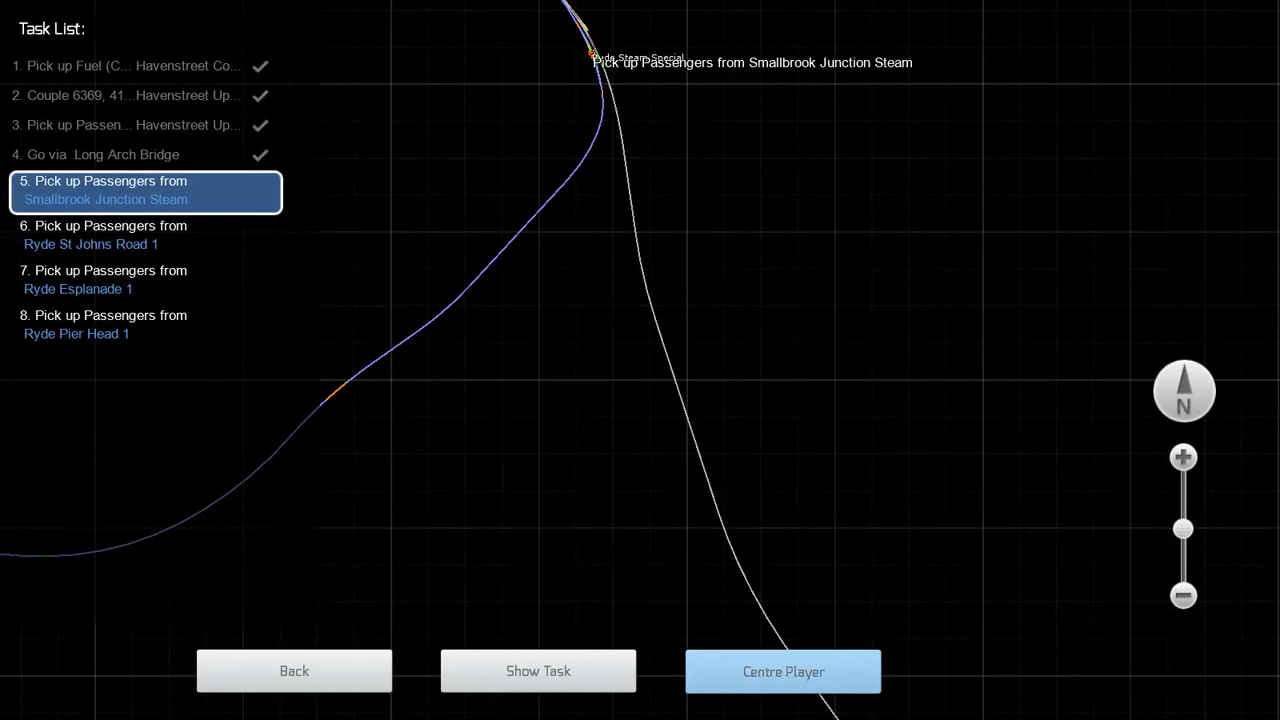 Task List:
1. Pick up Fuel (C... Havenstreet Co...
2. Couple 6369, 41...Havenstreet Up...
3. Pick up Passen... Havenstreet Up...
4. Go via  Long Arch Bridge
5. Pick up Passengers from
Smallbrook Junction Steam
6. Pick up Passengers from
Ryde St Johns Road 1
7. Pick up Passengers from
Ryde Esplanade 1
8. Pick up Passengers from
Ryde Pier Head 1
Ryde Steam Special
Pick up Passengers from Smallbrook Junction Steam
N
Back
Show Task
Centre Player